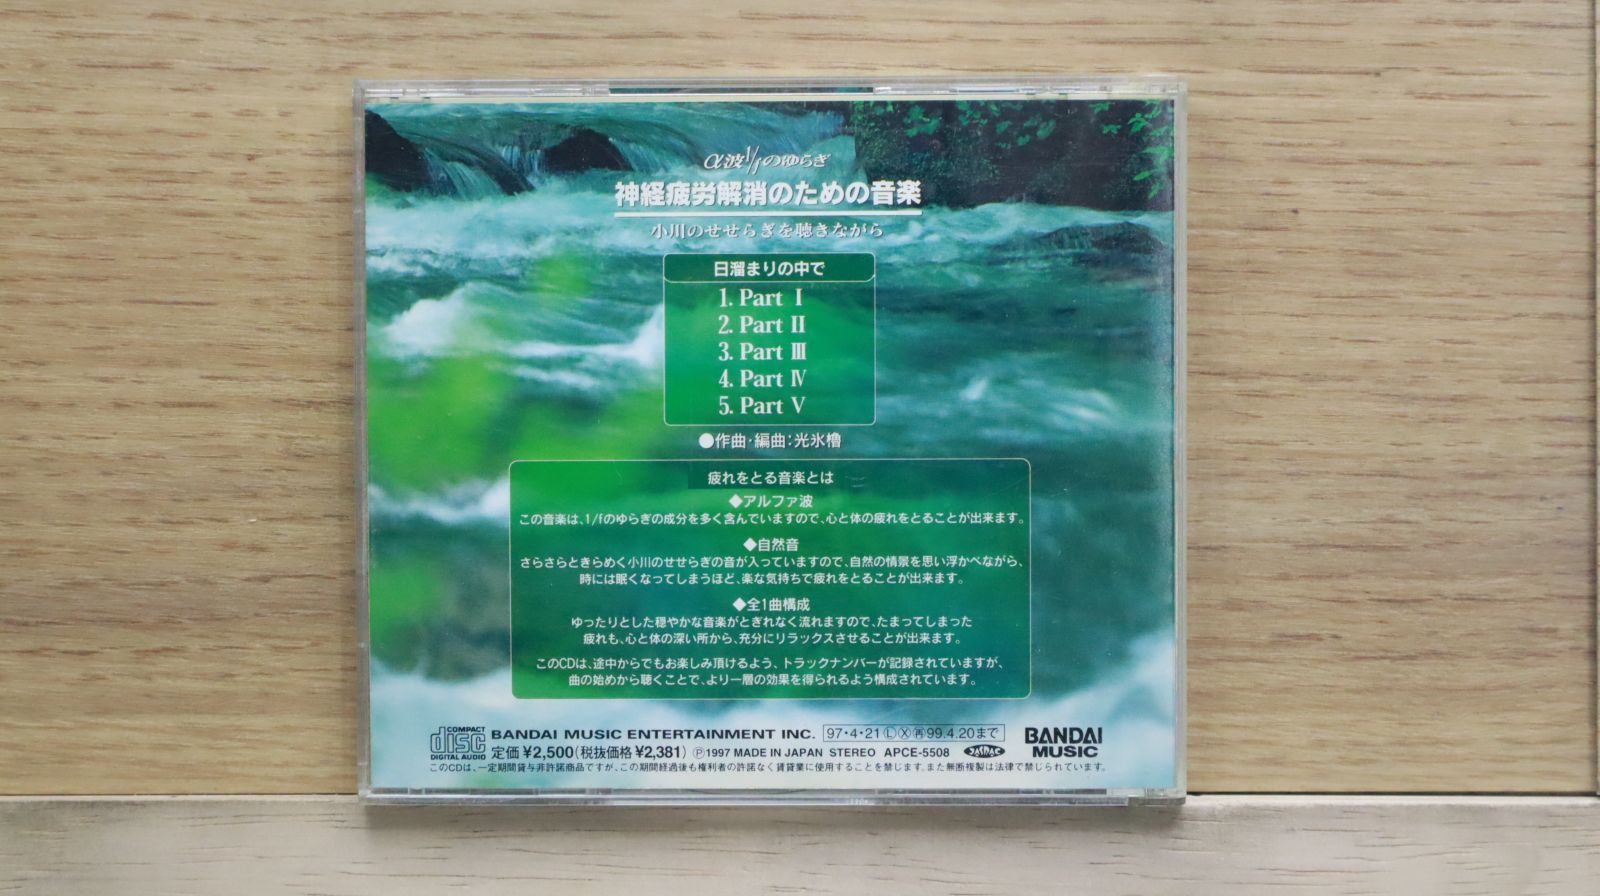 α波1/fのゆらぎ
神経疲労解消のための音楽
小川のせせらぎを聴きながら
日溜まりの中で
1. Part Ⅰ
2. Part Ⅱ
3. Part Ⅲ
4. Part Ⅳ
5. Part Ⅴ
●作曲・編曲:光氷櫓
疲れをとる音楽とは
◆アルファ波
この音楽は、1/fのゆらぎの成分を多く含んでいますので、心と体の疲れをとることが出来ます。
◆自然音
さらさらときらめく小川のせせらぎの音が入っていますので、自然の情景を思い浮かべながら、
時には眠くなってしまうほど、楽な気持ちで疲れをとることが出来ます。
◆全1曲構成
ゆったりとした穏やかな音楽がとぎれなく流れますので、たまってしまった
疲れも、心と体の深い所から、充分にリラックスさせることが出来ます。
このCDは、途中からでもお楽しみ頂けるよう、トラックナンバーが記録されていますが、
曲の始めから聴くことで、より一層の効果を得られるよう構成されています。
COMPACT disc DIGITAL AUDIO
BANDAI MUSIC ENTERTAINMENT INC. 97・4・21 Ⓛ Ⓧ ㊢99.4.20まで
定価 ¥2,500(税抜価格 ¥2,381) Ⓟ1997 MADE IN JAPAN STEREO APCE-5508 JASRAC
BANDAI MUSIC
このCDは、一定期間貸与非許諾商品ですが、この期間経過後も権利者の許諾なく賃貸業に使用することを禁じます。また無断複製は法律で禁じられています。